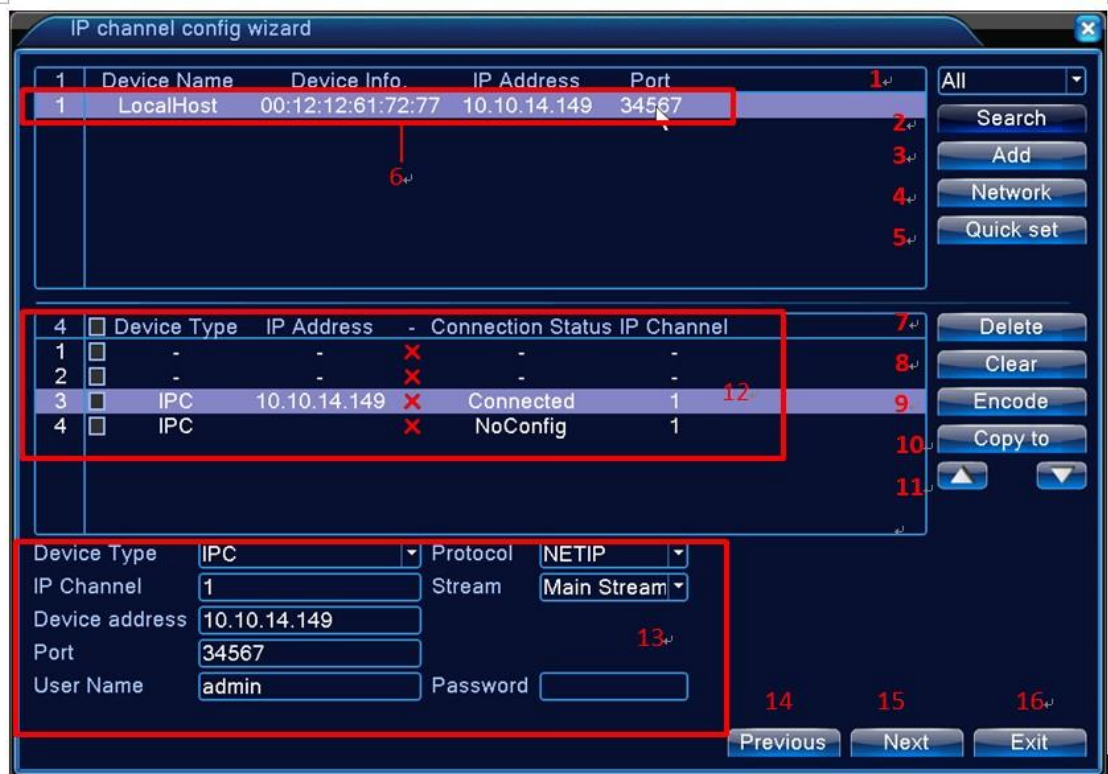 IP channel config wizard
1 Device Name Device Info. IP Address Port 1 All
1 LocalHost 00:12:12:61:72:77 10.10.14.149 34567
2 Search
3 Add
6
4 Network
5 Quick set
4 Device Type IP Address - Connection Status IP Channel 7 Delete
1 - - - -
8 Clear
2 - - - -
3 IPC 10.10.14.149 Connected 1 12 9 Encode
4 IPC NoConfig 1
10 Copy to
11
Device Type IPC Protocol NETIP
IP Channel 1 Stream Main Stream
Device address 10.10.14.149
13
Port 34567
User Name admin Password
14 15 16
Previous Next Exit